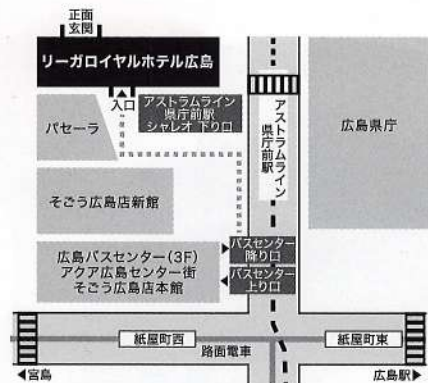 正面
玄関
リーガロイヤルホテル広島
入口
アストラムライン
県庁前駅
シャレオ 下り口
パセーラ
アストラムライン
県庁前駅
広島県庁
そごう広島店新館
広島バスセンター(3F)
アクア広島センター街
そごう広島店本館
バスセンター
降り口
バスセンター
上り口
紙屋町西
紙屋町東
路面電車
宮島
広島駅